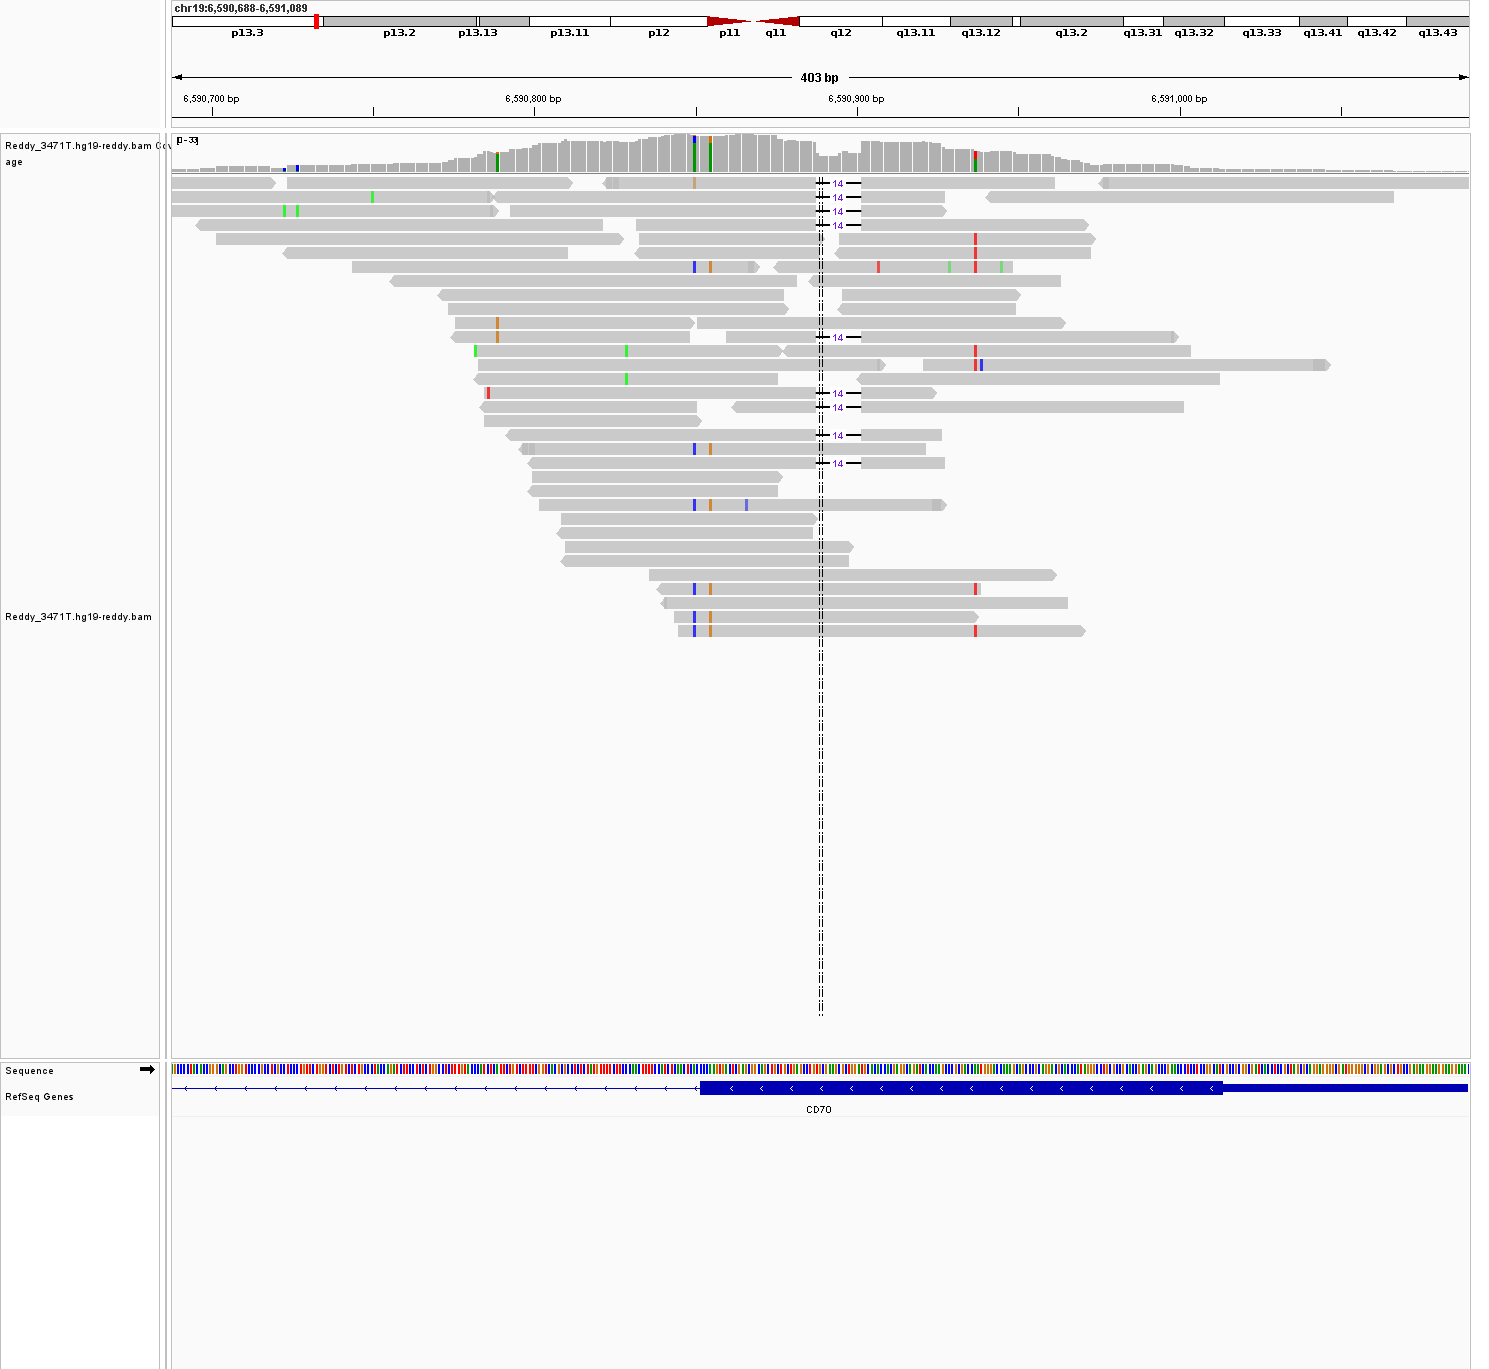 chr19:6,590,688-6,591,089
p13.3 p13.2 p13.13 p13.11 p12 p11 q11 q12 q13.11 q13.12 q13.2 q13.31 q13.32 q13.33 q13.41 q13.42 q13.43
403 bp
6,590,700 bp 6,590,800 bp 6,590,900 bp 6,591,000 bp
Reddy_3471T.hg19-reddy.bam Cov
age
[0 - 33]
14
14
14
14
14
14
14
14
14
Reddy_3471T.hg19-reddy.bam
Sequence
RefSeq Genes
CD70